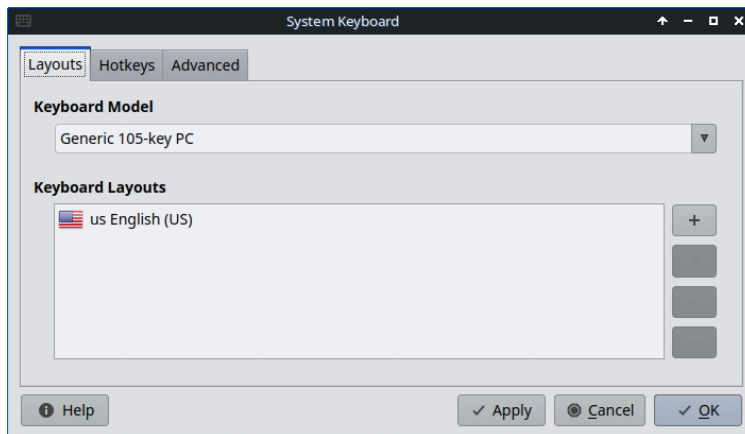 System Keyboard
Layouts Hotkeys Advanced
Keyboard Model
Generic 105-key PC
Keyboard Layouts
us English (US)
Help Apply Cancel OK